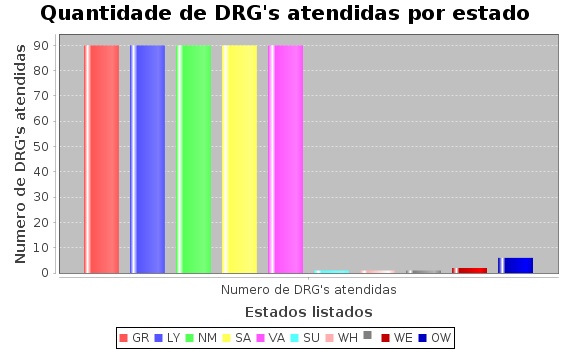 Quantidade de DRG's atendidas por estado
90
80
70
60
50
40
30
20
10
0
Numero de DRG's atendidas
Numero de DRG's atendidas
Estados listados
GR LY NM SA VA SU WH WE OW